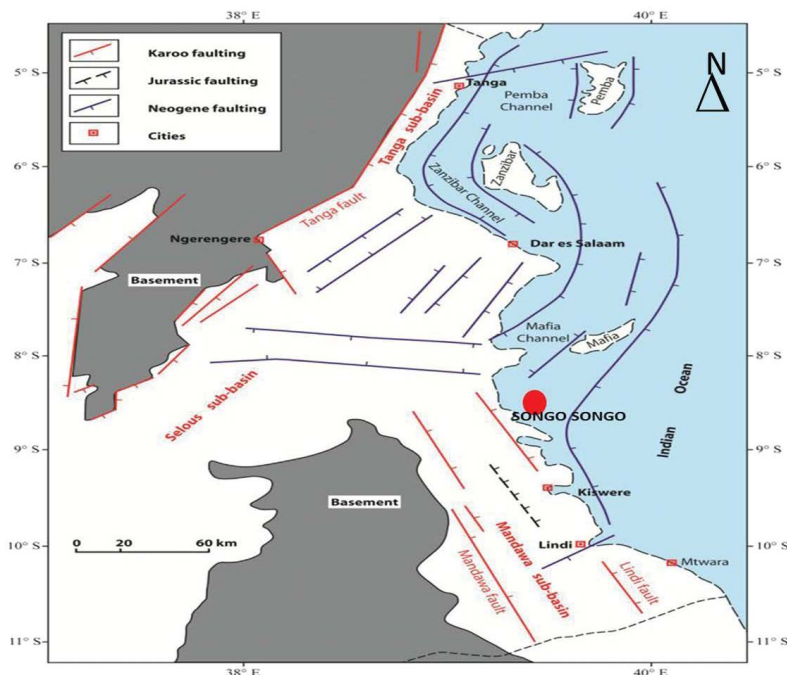 38° E
40° E
Karoo faulting
Jurassic faulting
Neogene faulting
Cities
N
5° S
5° S
Tanga
Pemba
Channel
Pemba
Tanga sub-basin
6° S
6° S
Zanzibar
Zanzibar Channel
Tanga fault
Ngerengere
Dar es Salaam
7° S
7° S
Basement
Mafia
Channel
Mafia
8° S
8° S
Selous sub-basin
SONGO SONGO
Indian
Ocean
9° S
9° S
Basement
Kiswere
0
20
60 km
10° S
10° S
Lindi
Mandawa sub-basin
Mandawa fault
Lindi fault
Mtwara
11° S
11° S
38° E
40° E